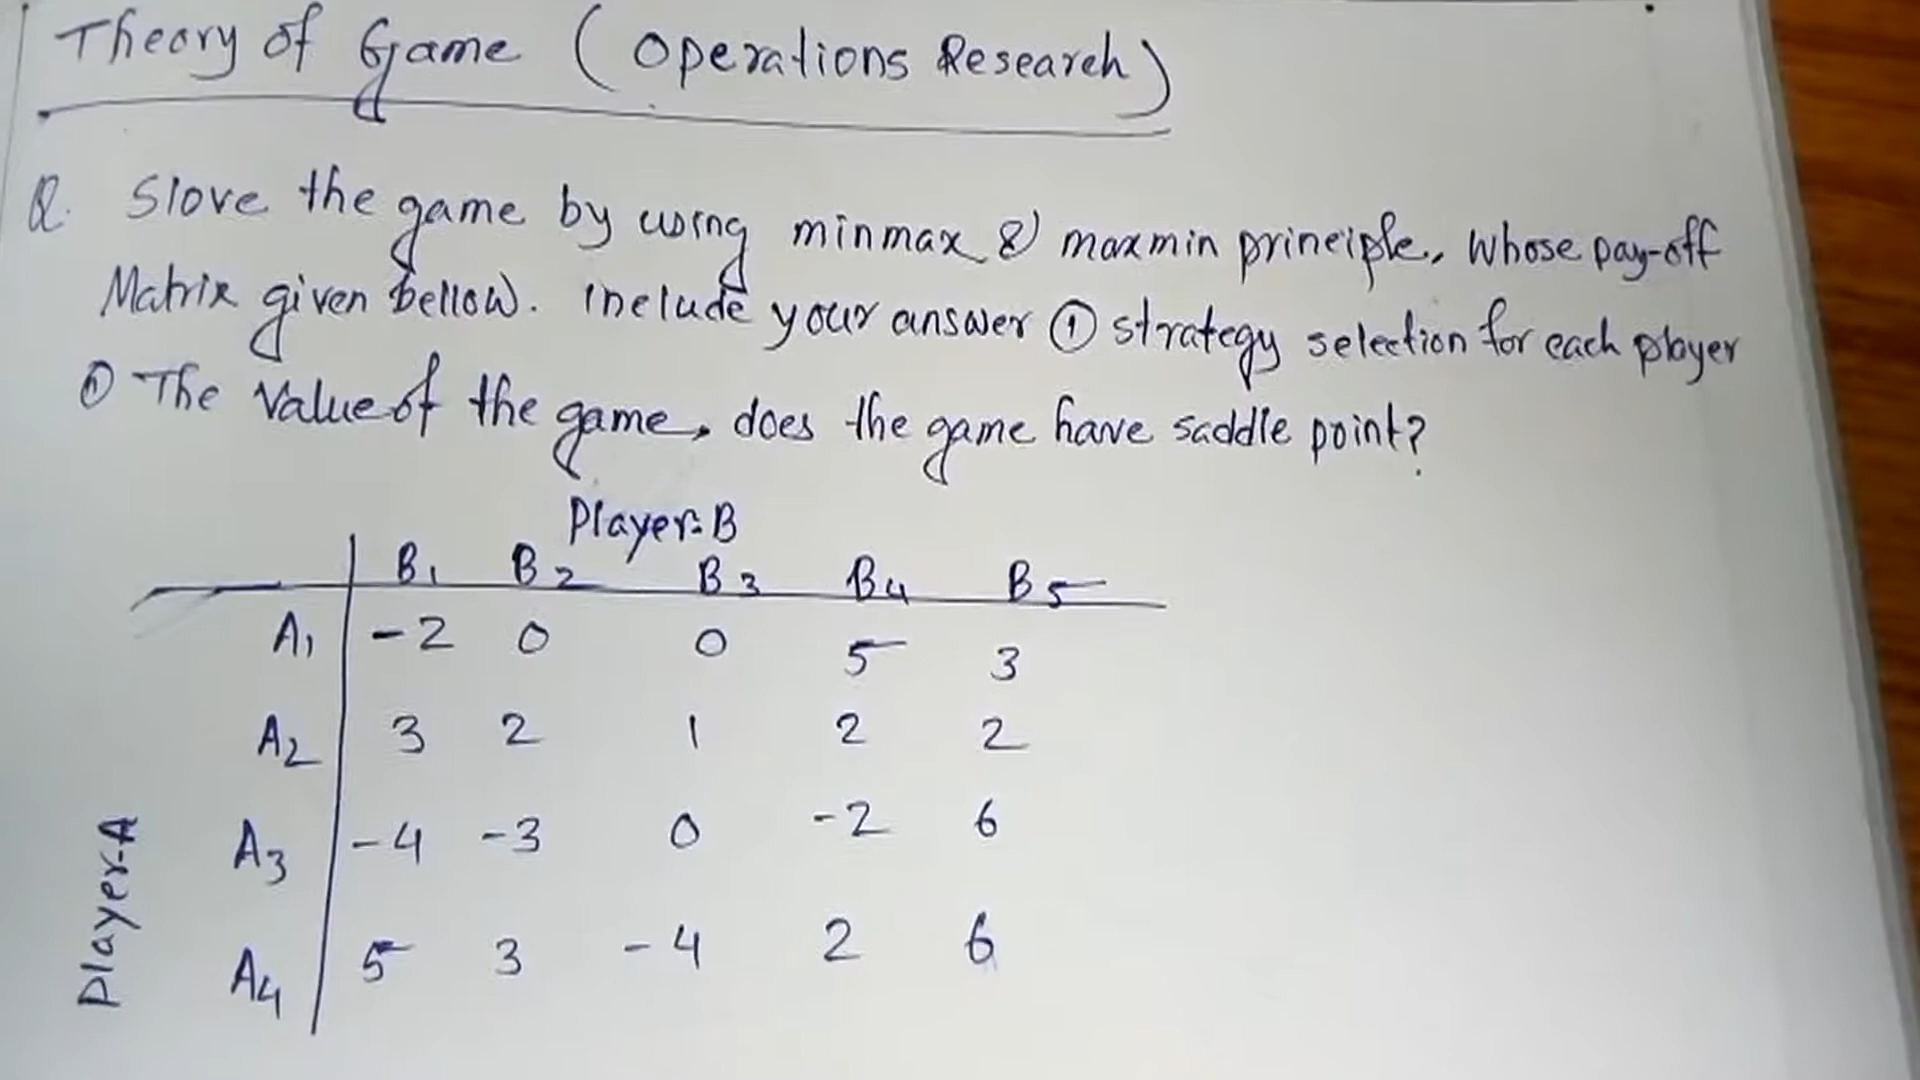 Theory of Game (Operations Research)
Q. Slove the game by using minmax & maxmin principle, whose pay-off
Matrix given bellow. Include your answer ① strategy selection for each player
⑪ The Value of the game, does the game have saddle point?
Player-B
B1 B2 B3 B4 B5
A1 -2 0 0 5 3
A2 3 2 1 2 2
Player-A
A3 -4 -3 0 -2 6
A4 5 3 -4 2 6